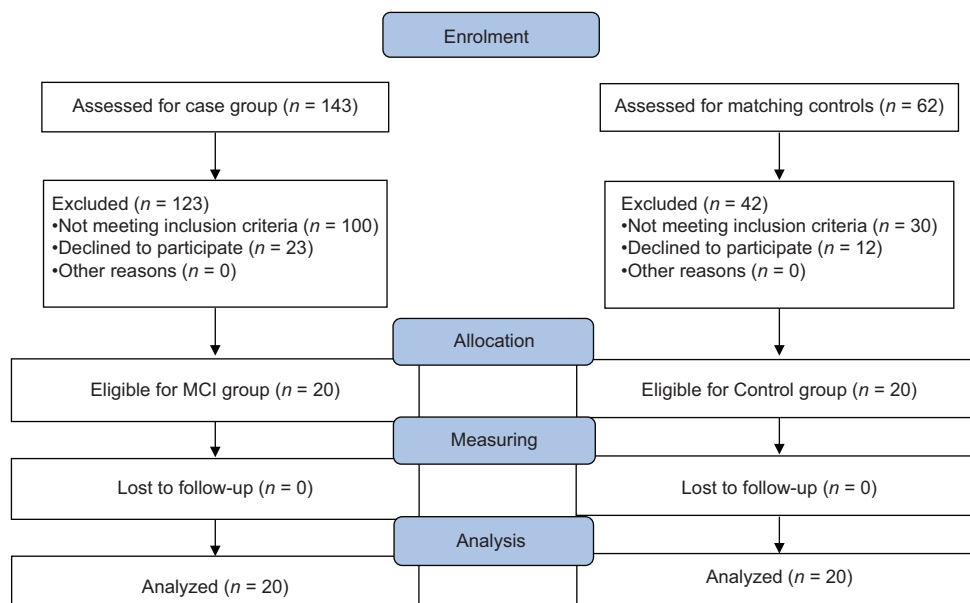 Enrolment
Assessed for case group (n = 143)
Assessed for matching controls (n = 62)
Excluded (n = 123)
•Not meeting inclusion criteria (n = 100)
•Declined to participate (n = 23)
•Other reasons (n = 0)
Excluded (n = 42)
•Not meeting inclusion criteria (n = 30)
•Declined to participate (n = 12)
•Other reasons (n = 0)
Allocation
Eligible for MCI group (n = 20)
Eligible for Control group (n = 20)
Measuring
Lost to follow-up (n = 0)
Lost to follow-up (n = 0)
Analysis
Analyzed (n = 20)
Analyzed (n = 20)